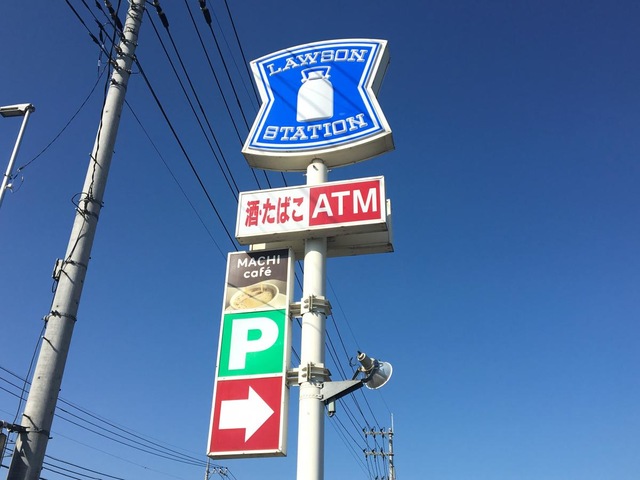 LAWSON
STATION
酒・たばこ ATM
MACHI
café
P